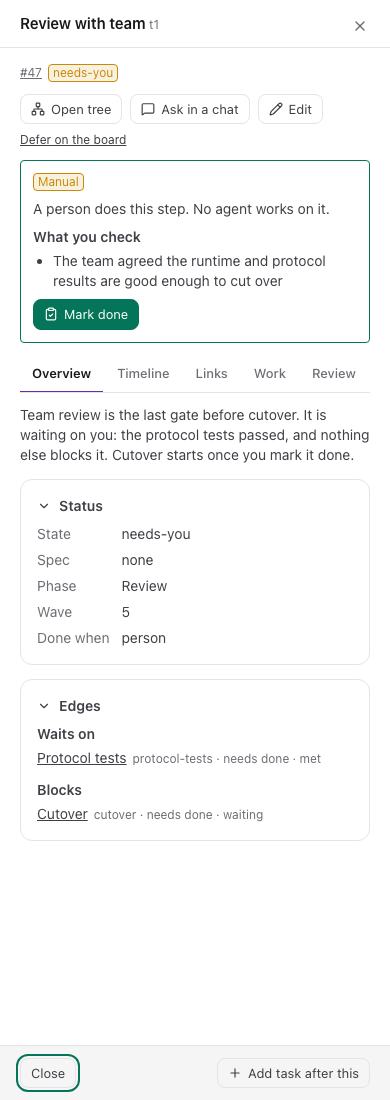 Review with team t1
#47 needs-you
Open tree Ask in a chat Edit
Defer on the board
Manual
A person does this step. No agent works on it.
What you check
• The team agreed the runtime and protocol
results are good enough to cut over
Mark done
Overview Timeline Links Work Review
Team review is the last gate before cutover. It is
waiting on you: the protocol tests passed, and nothing
else blocks it. Cutover starts once you mark it done.
Status
State needs-you
Spec none
Phase Review
Wave 5
Done when person
Edges
Waits on
Protocol tests protocol-tests · needs done · met
Blocks
Cutover cutover · needs done · waiting
Close + Add task after this